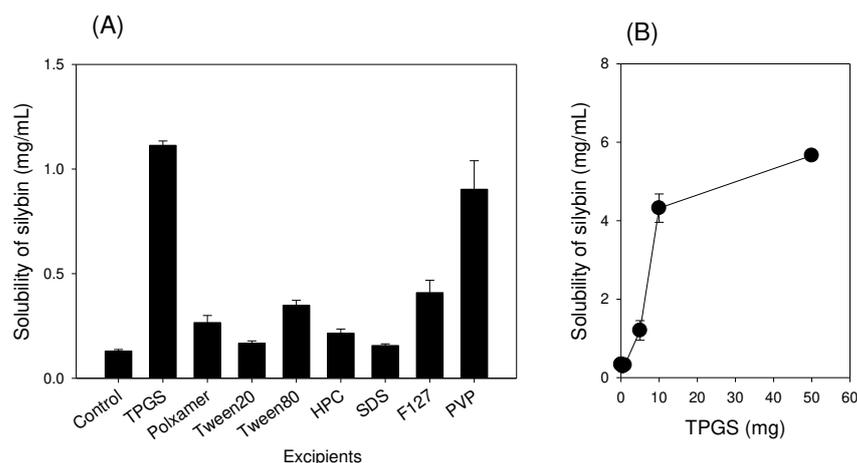 (A)
Solubility of silybin (mg/mL)
1.5
1.0
0.5
0.0
Control
TPGS
Polxamer
Tween20
Tween80
HPC
SDS
F127
PVP
Excipients
(B)
Solubility of silybin (mg/mL)
8
6
4
2
0
0 10 20 30 40 50 60
TPGS (mg)